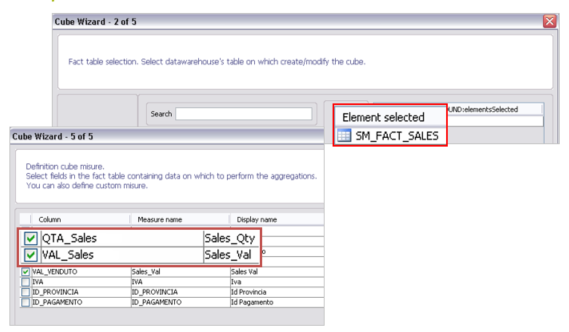 Cube Wizard - 2 of 5
Fact table selection. Select datawarehouse's table on which create/modify the cube.
Search
UND:elementsSelected
Element selected
SM_FACT_SALES
Cube Wizard - 5 of 5
Definition cube misure.
Select fields in the fact table containing data on which to perform the aggregations.
You can also define custom misure.
Column Measure name Display name
QTA_Sales Sales_Qty
VAL_Sales Sales_Val
VAL_VENDUTO Sales_Val Sales Val
IVA IVA Iva
ID_PROVINCIA ID_PROVINCIA Id Provincia
ID_PAGAMENTO ID_PAGAMENTO Id Pagamento